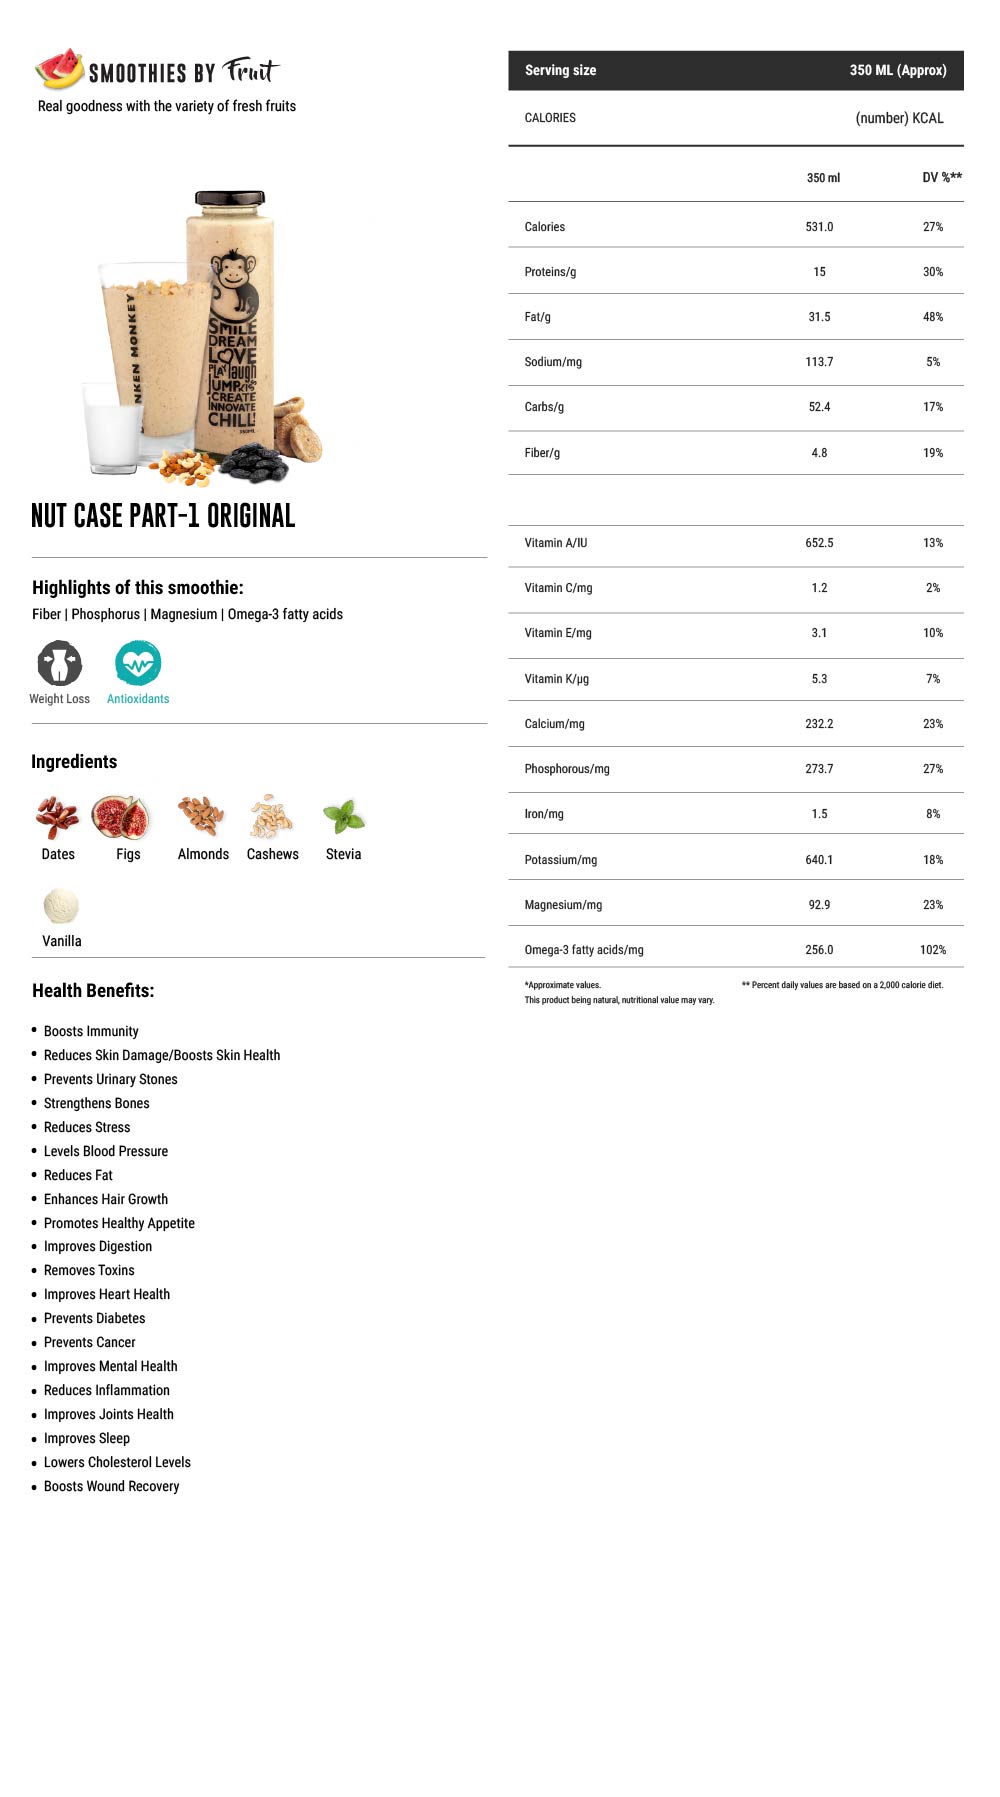 SMOOTHIES BY Fruit
Real goodness with the variety of fresh fruits
NKEN MONKEY
SMILE
DREAM
LOVE
PLAY laugh
JUMP KISS
CREATE
INNOVATE
CHILL!
350ML
NUT CASE PART-1 ORIGINAL
Highlights of this smoothie:
Fiber | Phosphorus | Magnesium | Omega-3 fatty acids
Weight Loss Antioxidants
Ingredients
Dates Figs Almonds Cashews Stevia
Vanilla
Health Benefits:
• Boosts Immunity
• Reduces Skin Damage/Boosts Skin Health
• Prevents Urinary Stones
• Strengthens Bones
• Reduces Stress
• Levels Blood Pressure
• Reduces Fat
• Enhances Hair Growth
• Promotes Healthy Appetite
• Improves Digestion
• Removes Toxins
• Improves Heart Health
• Prevents Diabetes
• Prevents Cancer
• Improves Mental Health
• Reduces Inflammation
• Improves Joints Health
• Improves Sleep
• Lowers Cholesterol Levels
• Boosts Wound Recovery
Serving size 350 ML (Approx)
CALORIES (number) KCAL
350 ml DV %**
Calories 531.0 27%
Proteins/g 15 30%
Fat/g 31.5 48%
Sodium/mg 113.7 5%
Carbs/g 52.4 17%
Fiber/g 4.8 19%
Vitamin A/IU 652.5 13%
Vitamin C/mg 1.2 2%
Vitamin E/mg 3.1 10%
Vitamin K/µg 5.3 7%
Calcium/mg 232.2 23%
Phosphorous/mg 273.7 27%
Iron/mg 1.5 8%
Potassium/mg 640.1 18%
Magnesium/mg 92.9 23%
Omega-3 fatty acids/mg 256.0 102%
*Approximate values. ** Percent daily values are based on a 2,000 calorie diet.
This product being natural, nutritional value may vary.